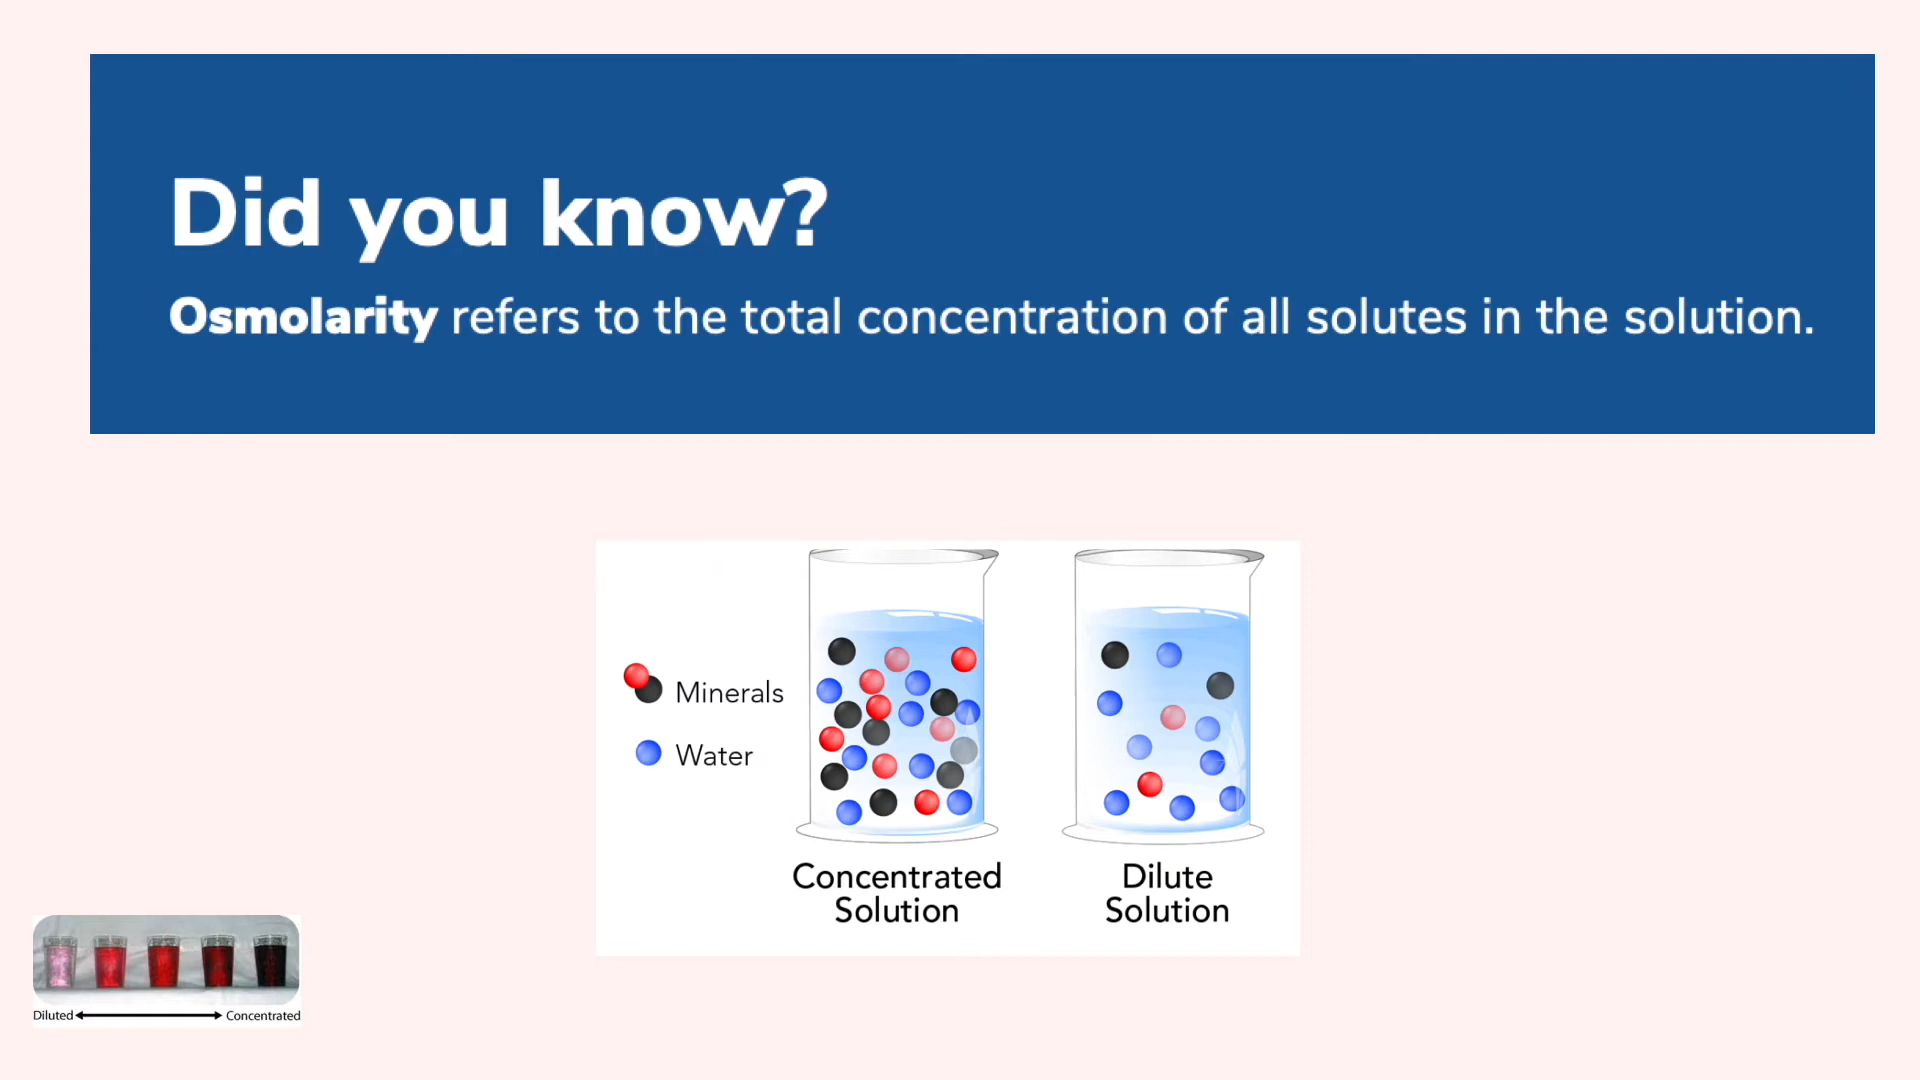 Did you know?
Osmolarity refers to the total concentration of all solutes in the solution.
Minerals
Water
Concentrated
Solution
Dilute
Solution
Diluted
Concentrated